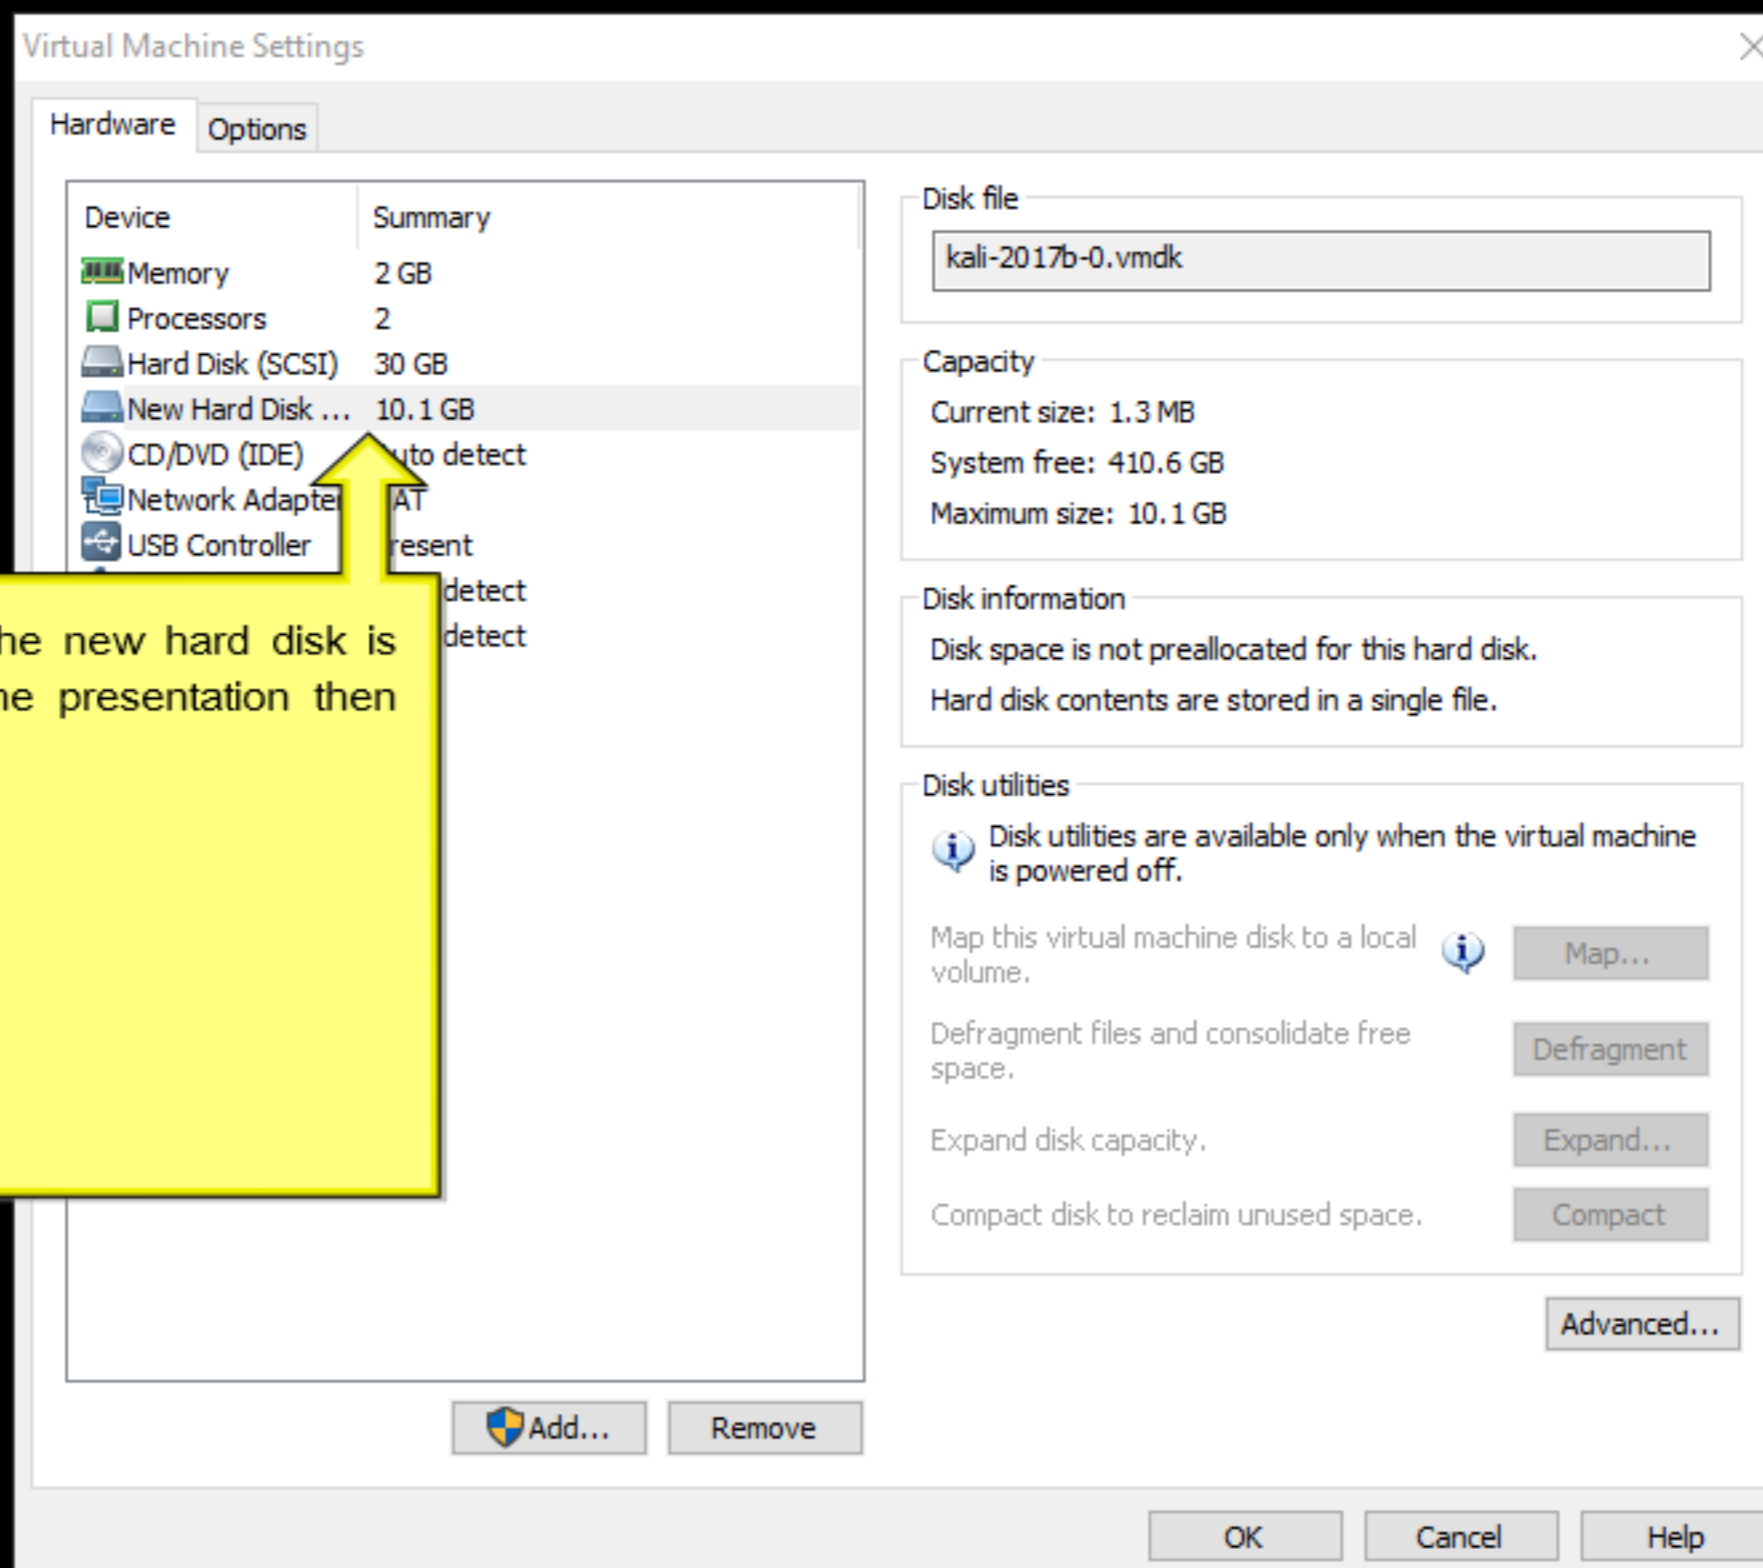 Virtual Machine Settings
Hardware
Options
Device Summary
Memory 2 GB
Processors 2
Hard Disk (SCSI) 30 GB
New Hard Disk ... 10.1 GB
CD/DVD (IDE) detect
Network
USB Controller
detect
detect
new hard disk is
presentation then
Add...
Remove
Disk file
kali-2017b-0.vmdk
Capacity
Current size: 1.3 MB
System free: 410.6 GB
Maximum size: 10.1 GB
Disk information
Disk space is not preallocated for this hard disk.
Hard disk contents are stored in a single file.
Disk utilities
Disk utilities are available only when the virtual machine
is powered off.
Map this virtual machine disk to a local
volume.
Map...
Defragment files and consolidate free
space.
Defragment
Expand disk capacity.
Expand...
Compact disk to reclaim unused space.
Compact
Advanced...
OK
Cancel
Help